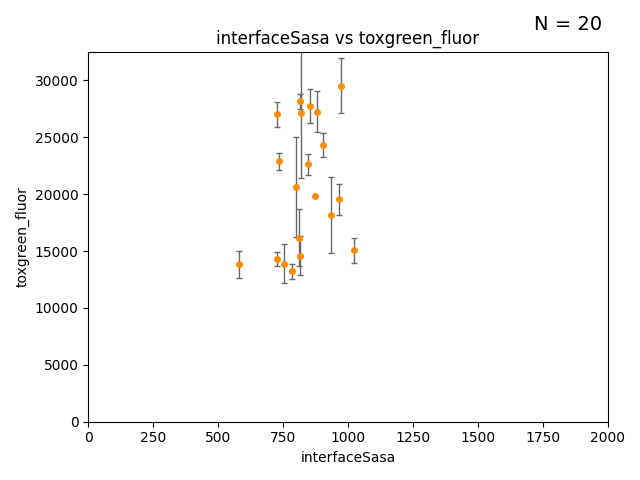 N = 20
interfaceSasa vs toxgreen_fluor
toxgreen_fluor
30000
25000
20000
15000
10000
5000
0
0 250 500 750 1000 1250 1500 1750 2000
interfaceSasa